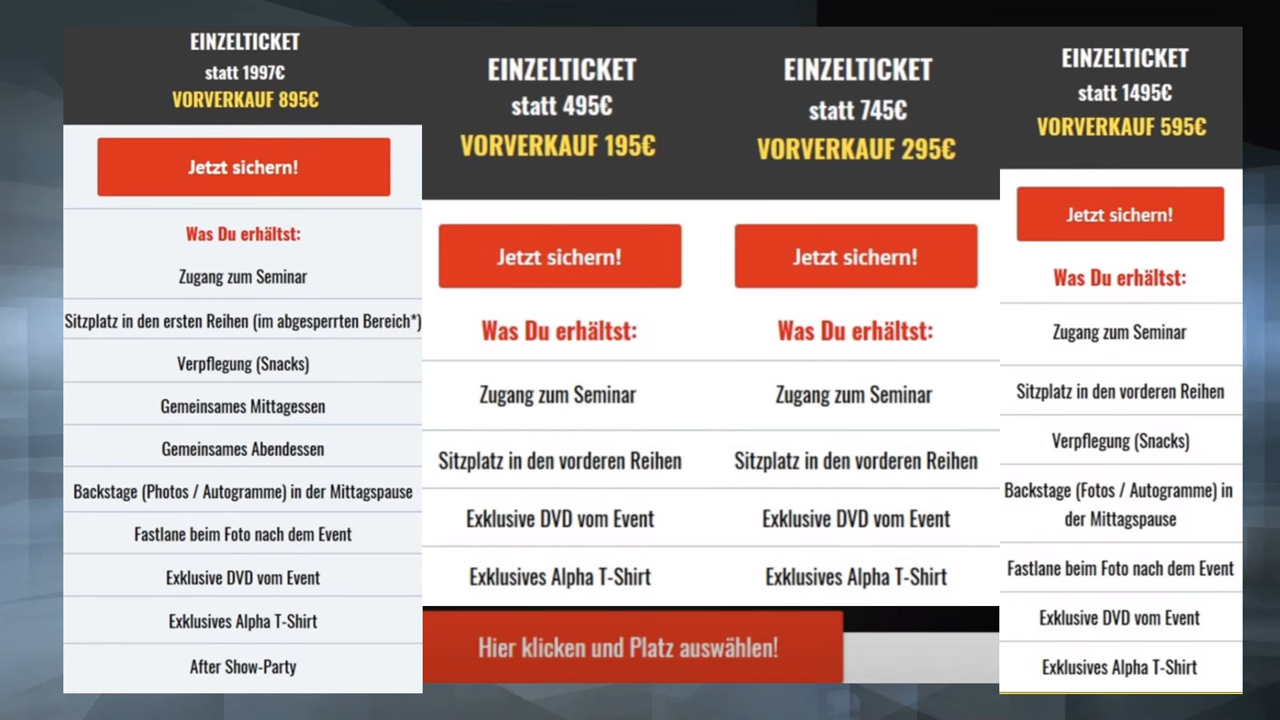 EINZELTICKET
statt 1997€
VORVERKAUF 895€
Jetzt sichern!
Was Du erhältst:
Zugang zum Seminar
Sitzplatz in den ersten Reihen (im abgesperrten Bereich*)
Verpflegung (Snacks)
Gemeinsames Mittagessen
Gemeinsames Abendessen
Backstage (Photos / Autogramme) in der Mittagspause
Fastlane beim Foto nach dem Event
Exklusive DVD vom Event
Exklusives Alpha T-Shirt
After Show-Party
EINZELTICKET
statt 495€
VORVERKAUF 195€
Jetzt sichern!
Was Du erhältst:
Zugang zum Seminar
Sitzplatz in den vorderen Reihen
Exklusive DVD vom Event
Exklusives Alpha T-Shirt
EINZELTICKET
statt 745€
VORVERKAUF 295€
Jetzt sichern!
Was Du erhältst:
Zugang zum Seminar
Sitzplatz in den vorderen Reihen
Exklusive DVD vom Event
Exklusives Alpha T-Shirt
Hier klicken und Platz auswählen!
EINZELTICKET
statt 1495€
VORVERKAUF 595€
Jetzt sichern!
Was Du erhältst:
Zugang zum Seminar
Sitzplatz in den vorderen Reihen
Verpflegung (Snacks)
Backstage (Fotos / Autogramme) in
der Mittagspause
Fastlane beim Foto nach dem Event
Exklusive DVD vom Event
Exklusives Alpha T-Shirt